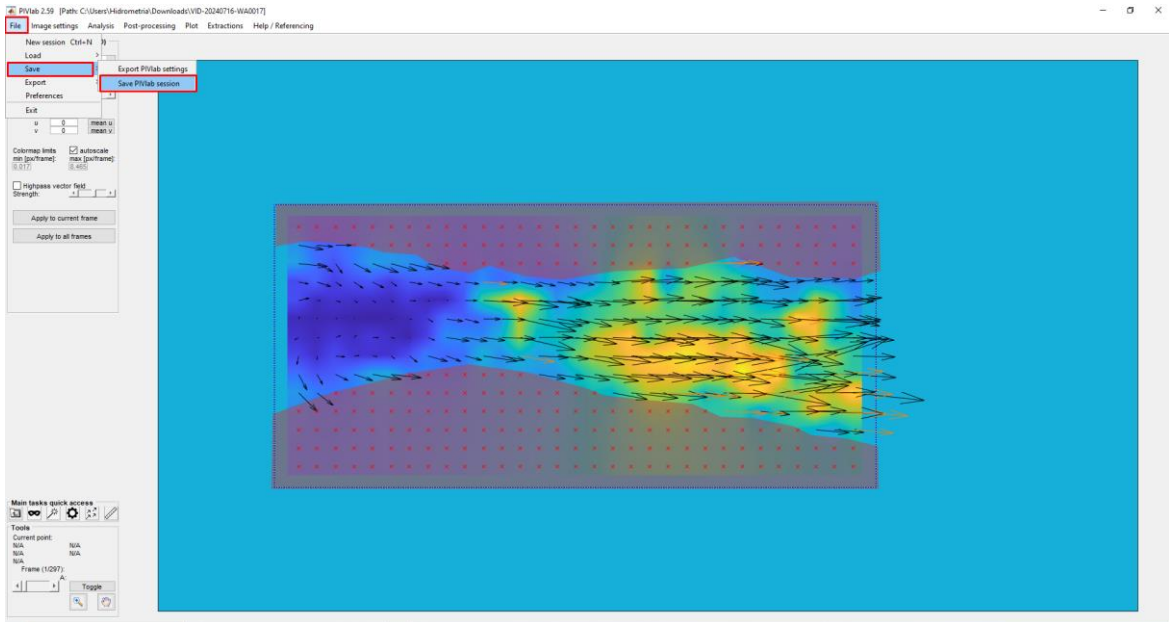 PIVlab 2.59 [Path: C:\Users\Hidrometria\Downloads\VID-20240716-WA0017]
File Image settings Analysis Post-processing Plot Extractions Help / Referencing
New session Ctrl+N
Load >
Save
Export PIVlab settings
Export
Save PIVlab session
Preferences
Exit
u 0 mean u
v 0 mean v
Colormap limits autoscale
min [px/frame]: max [px/frame]:
0.017 0.465
Highpass vector field
Strength:
Apply to current frame
Apply to all frames
Main tasks quick access
Tools
Current point:
N/A N/A
N/A N/A
N/A
Frame (1/297):
A:
Toggle